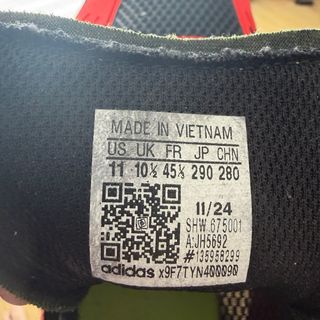 MADE IN VIETNAM
US UK FR JP CHN
11 10½ 45⅓ 290 280
11/24
SHW 675001
A:JH5692
#135958299
adidas x9F7TYN400090